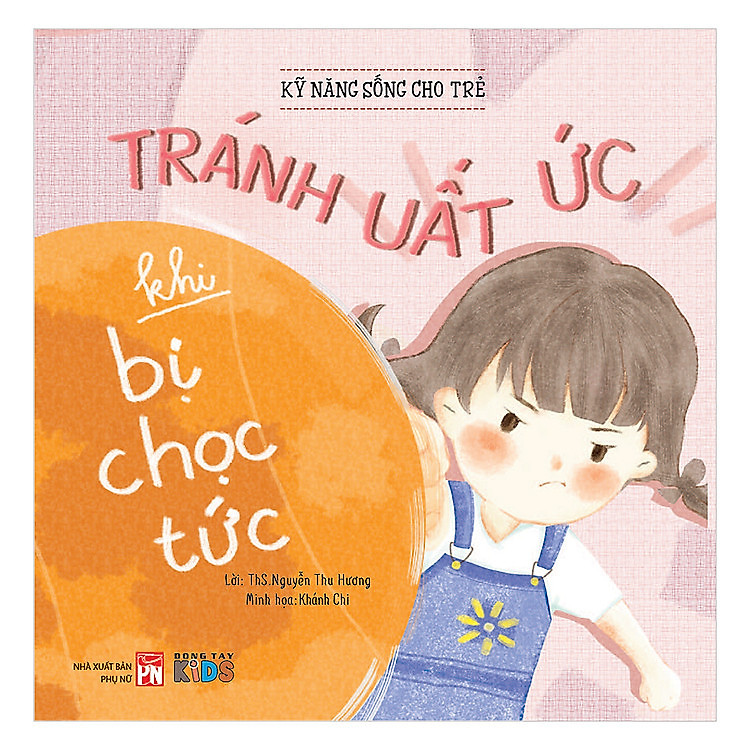 KỸ NĂNG SỐNG CHO TRẺ
TRÁNH UẤT ỨC
khi
bị
chọc
tức
Lời: ThS.Nguyễn Thu Hương
Minh họa: Khánh Chi
NHÀ XUẤT BẢN
PHỤ NỮ
PN
ĐÔNG TAY
KiDS